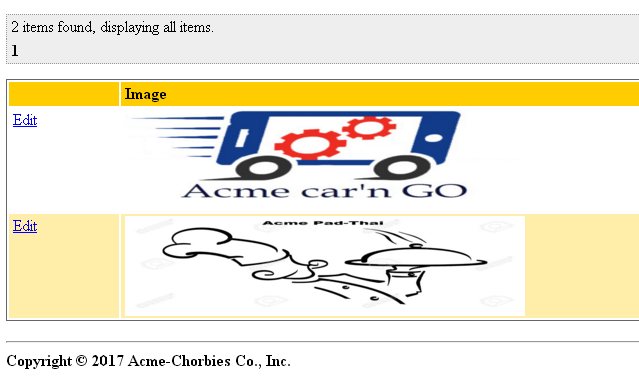 2 items found, displaying all items.
1
Image
Edit
Acme car'n GO
Edit
Acme Pad-Thai
Copyright © 2017 Acme-Chorbies Co., Inc.